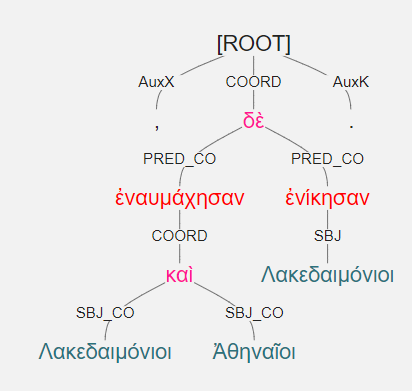 [ROOT]
AuxX COORD AuxK
, δὲ .
PRED_CO PRED_CO
ἐναυμάχησαν ἐνίκησαν
COORD SBJ
καὶ Λακεδαιμόνιοι
SBJ_CO SBJ_CO
Λακεδαιμόνιοι Ἀθηναῖοι